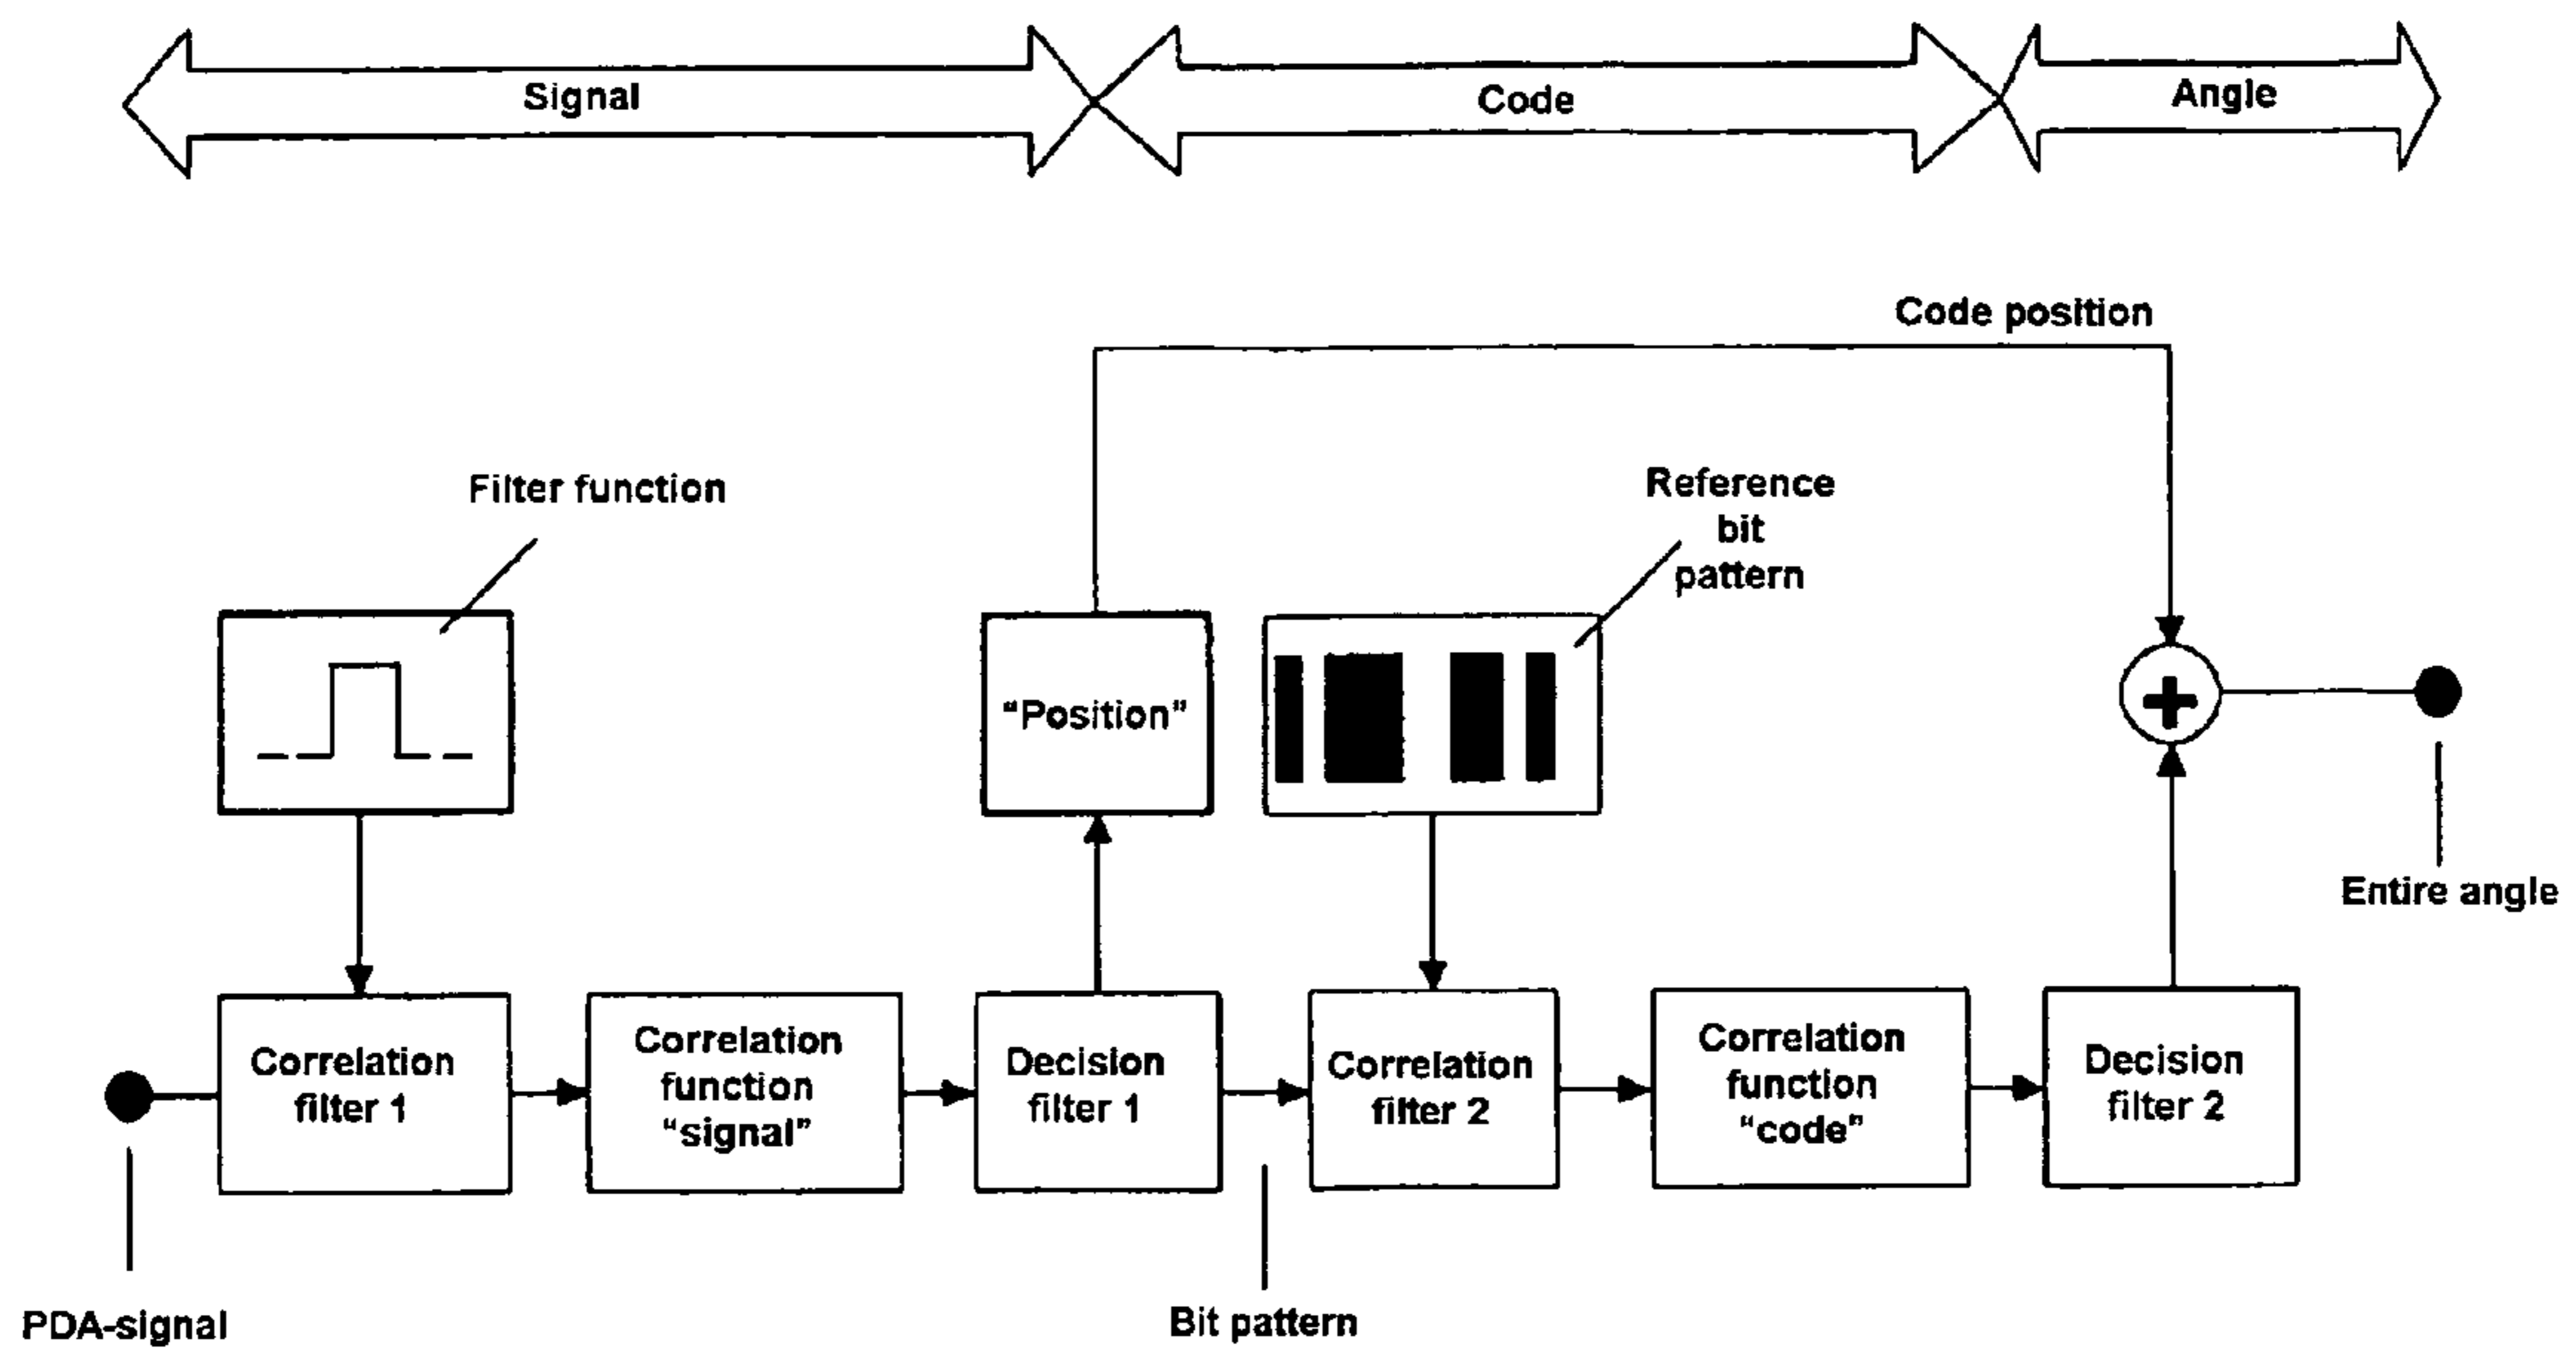 Signal
Code
Angle
Code position
Filter function
Reference
bit
pattern
"Position"
+
Entire angle
Correlation
filter 1
Correlation
function
"signal"
Decision
filter 1
Correlation
filter 2
Correlation
function
"code"
Decision
filter 2
PDA-signal
Bit pattern